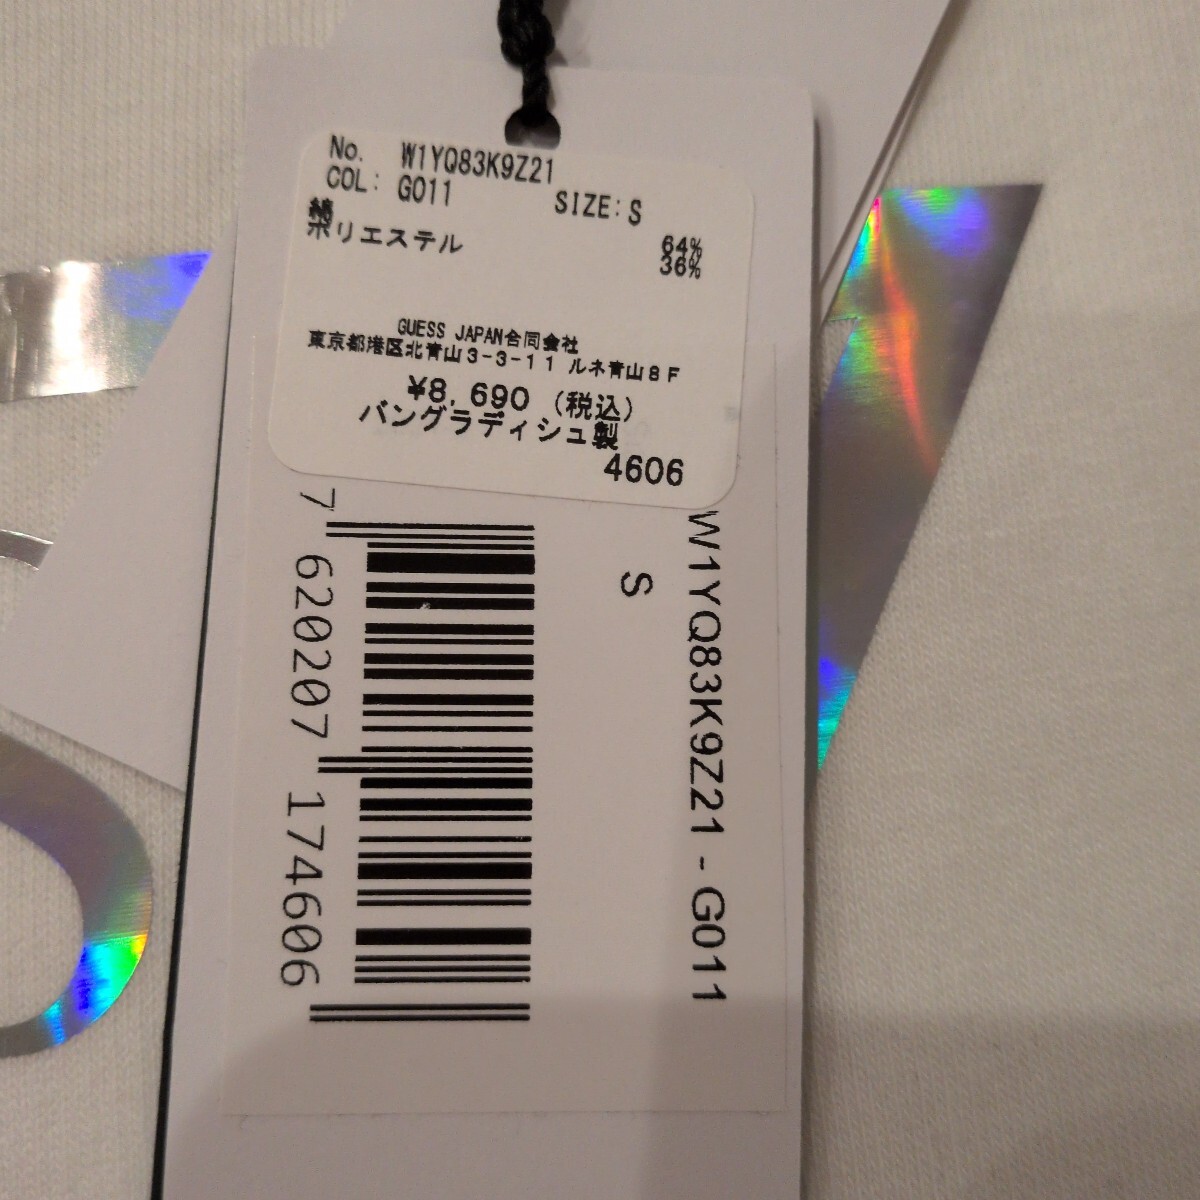 No. W1YQ83K9Z21
COL: G011 SIZE: S
綿 64%
ポリエステル 36%
GUESS JAPAN合同会社
東京都港区北青山3-3-11 ルネ青山8F
¥8,690 (税込)
バングラディシュ製
4606
W1YQ83K9Z21 - G011
S
7 620207 174606